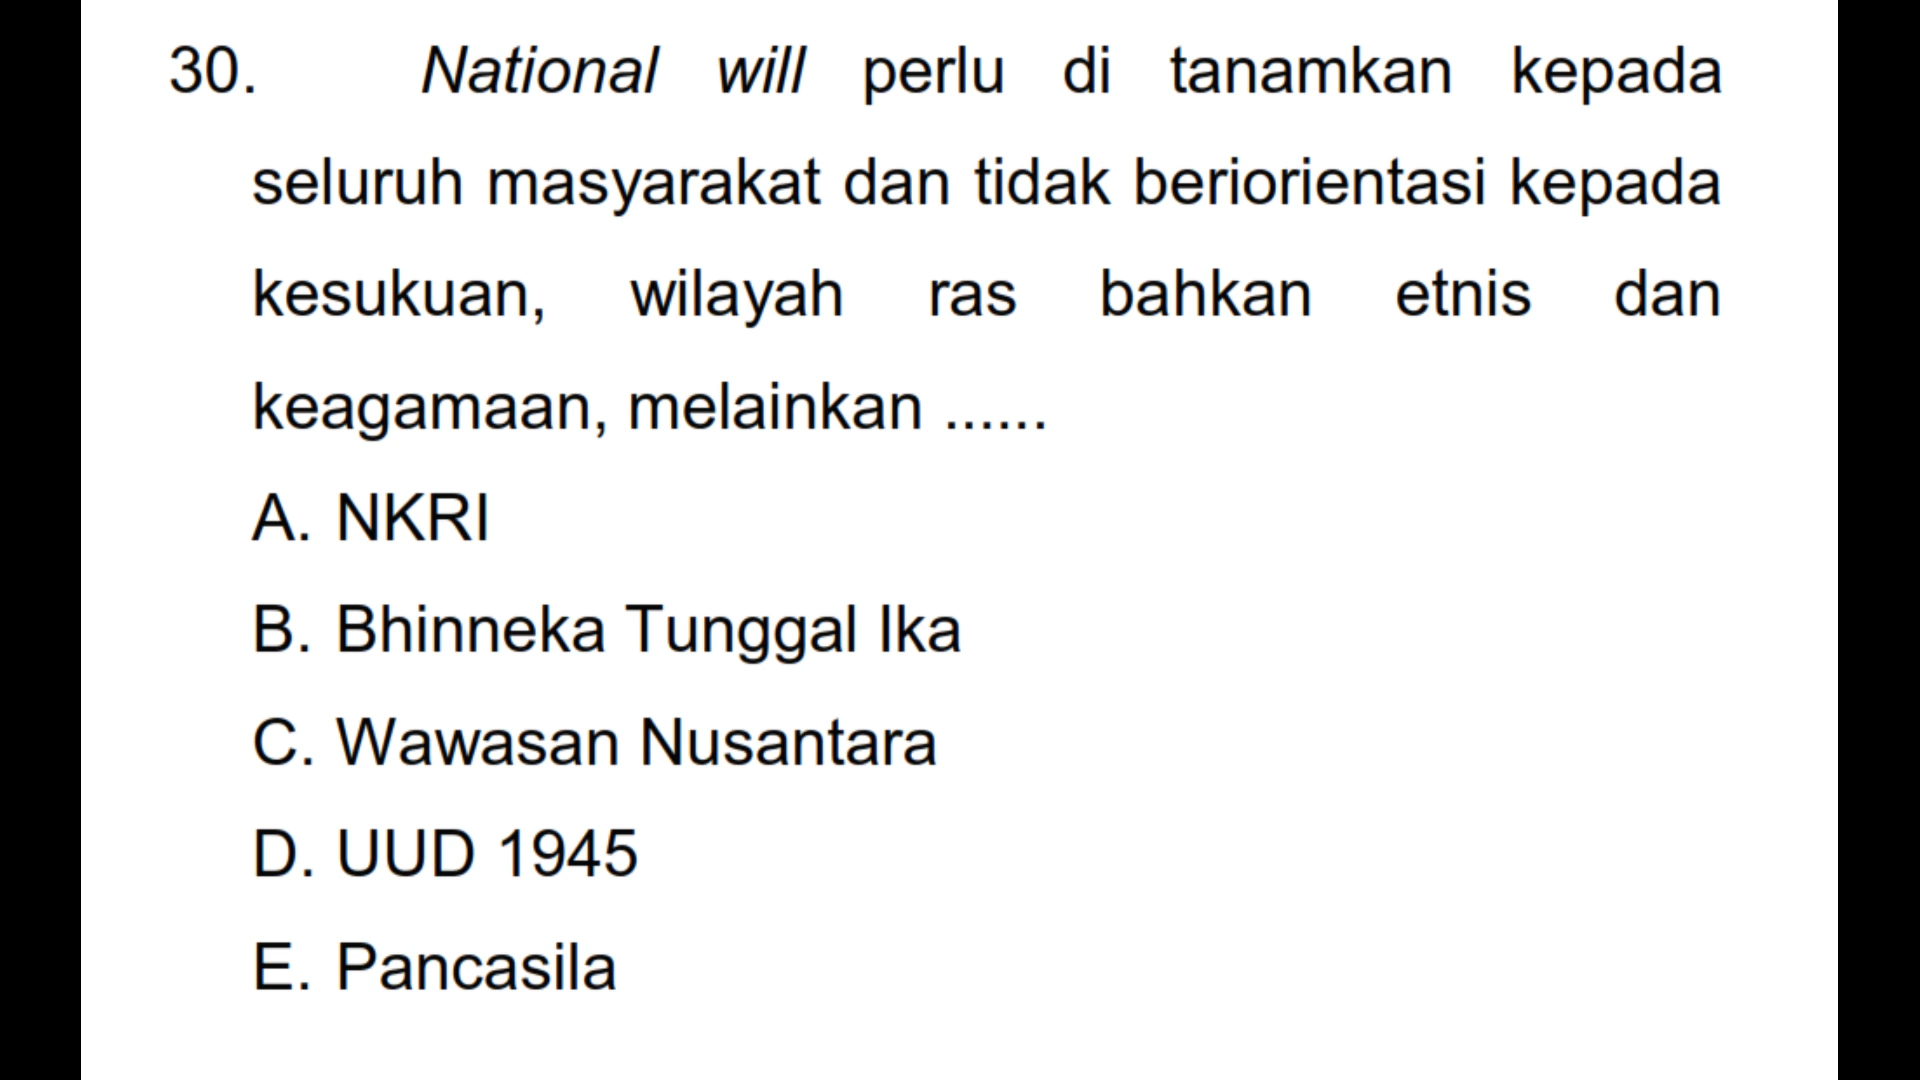 30. National will perlu di tanamkan kepada
seluruh masyarakat dan tidak beriorientasi kepada
kesukuan, wilayah ras bahkan etnis dan
keagamaan, melainkan ......
A. NKRI
B. Bhinneka Tunggal Ika
C. Wawasan Nusantara
D. UUD 1945
E. Pancasila